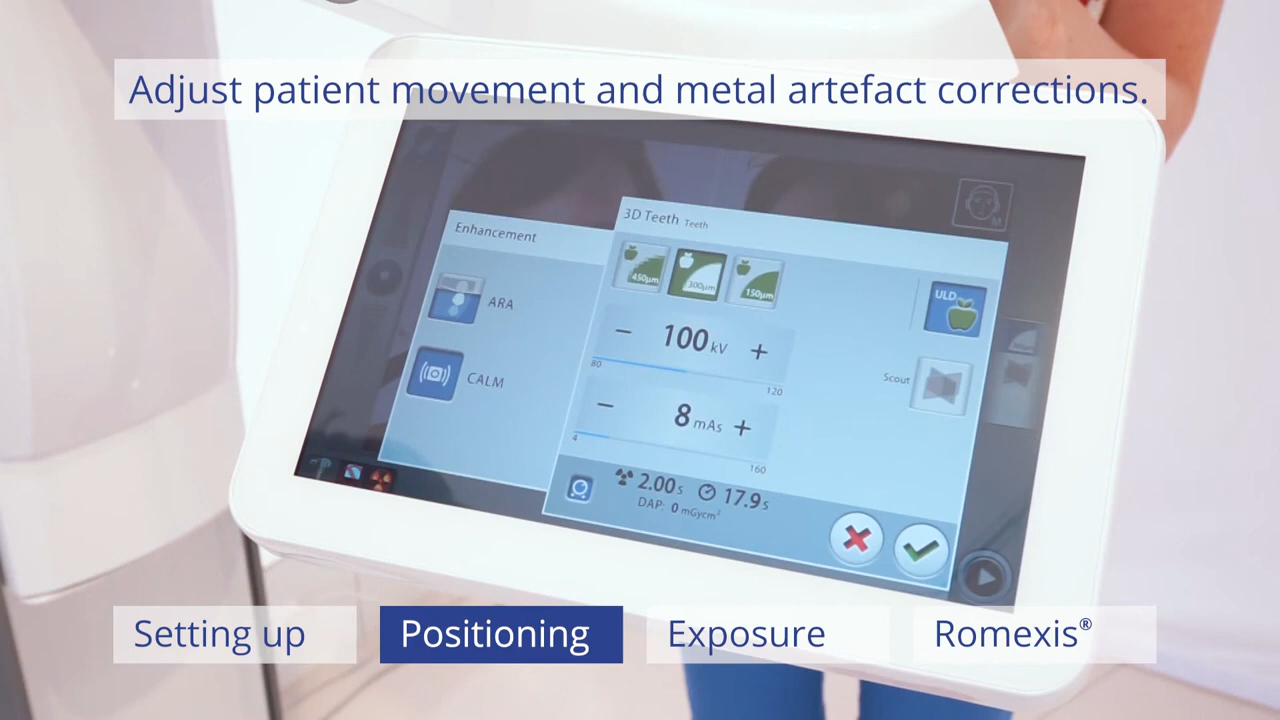 Adjust patient movement and metal artefact corrections.
3D Teeth Teeth
Enhancement
450µm
300µm
150µm
ULD
ARA
− 100 kV +
80
120
Scout
CALM
− 8 mAs +
4
160
2.00 s 17.9 s
DAP: 0 mGycm²
M
Setting up
Positioning
Exposure
Romexis®